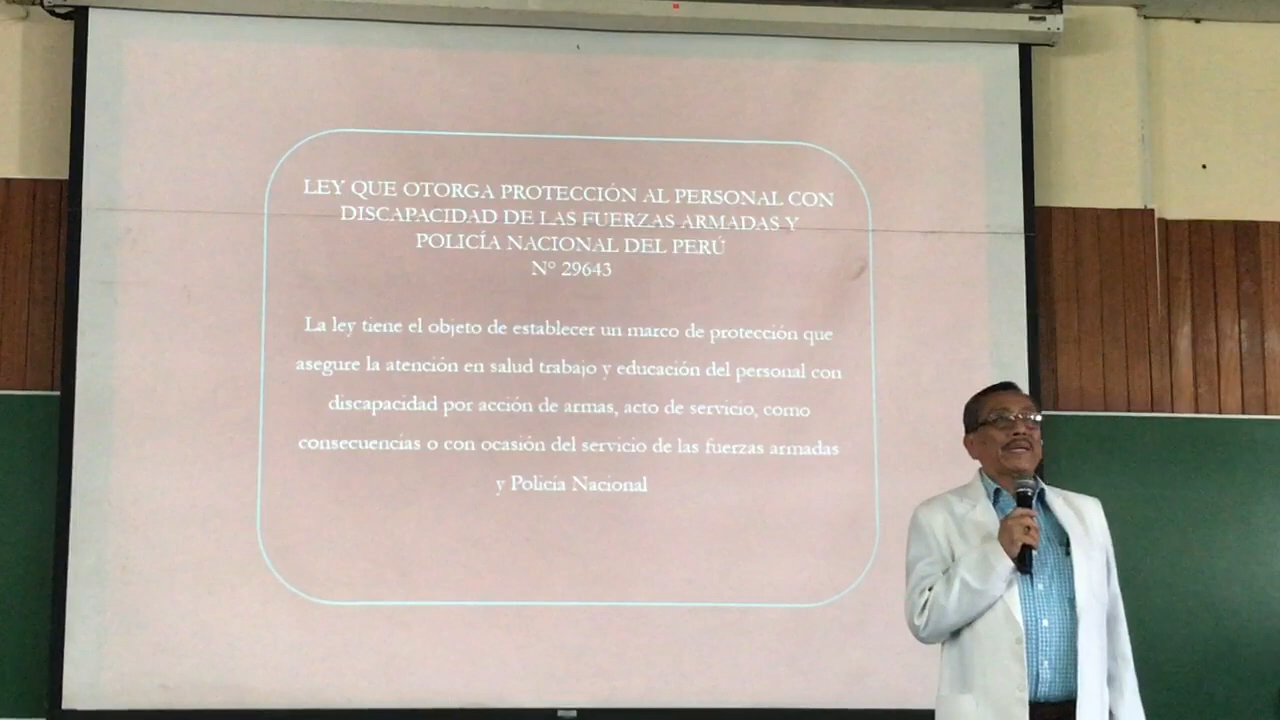 LEY QUE OTORGA PROTECCIÓN AL PERSONAL CON
DISCAPACIDAD DE LAS FUERZAS ARMADAS Y
POLICÍA NACIONAL DEL PERÚ
N° 29643
La ley tiene el objeto de establecer un marco de protección que
asegure la atención en salud trabajo y educación del personal con
discapacidad por acción de armas, acto de servicio, como
consecuencias o con ocasión del servicio de las fuerzas armadas
y Policía Nacional